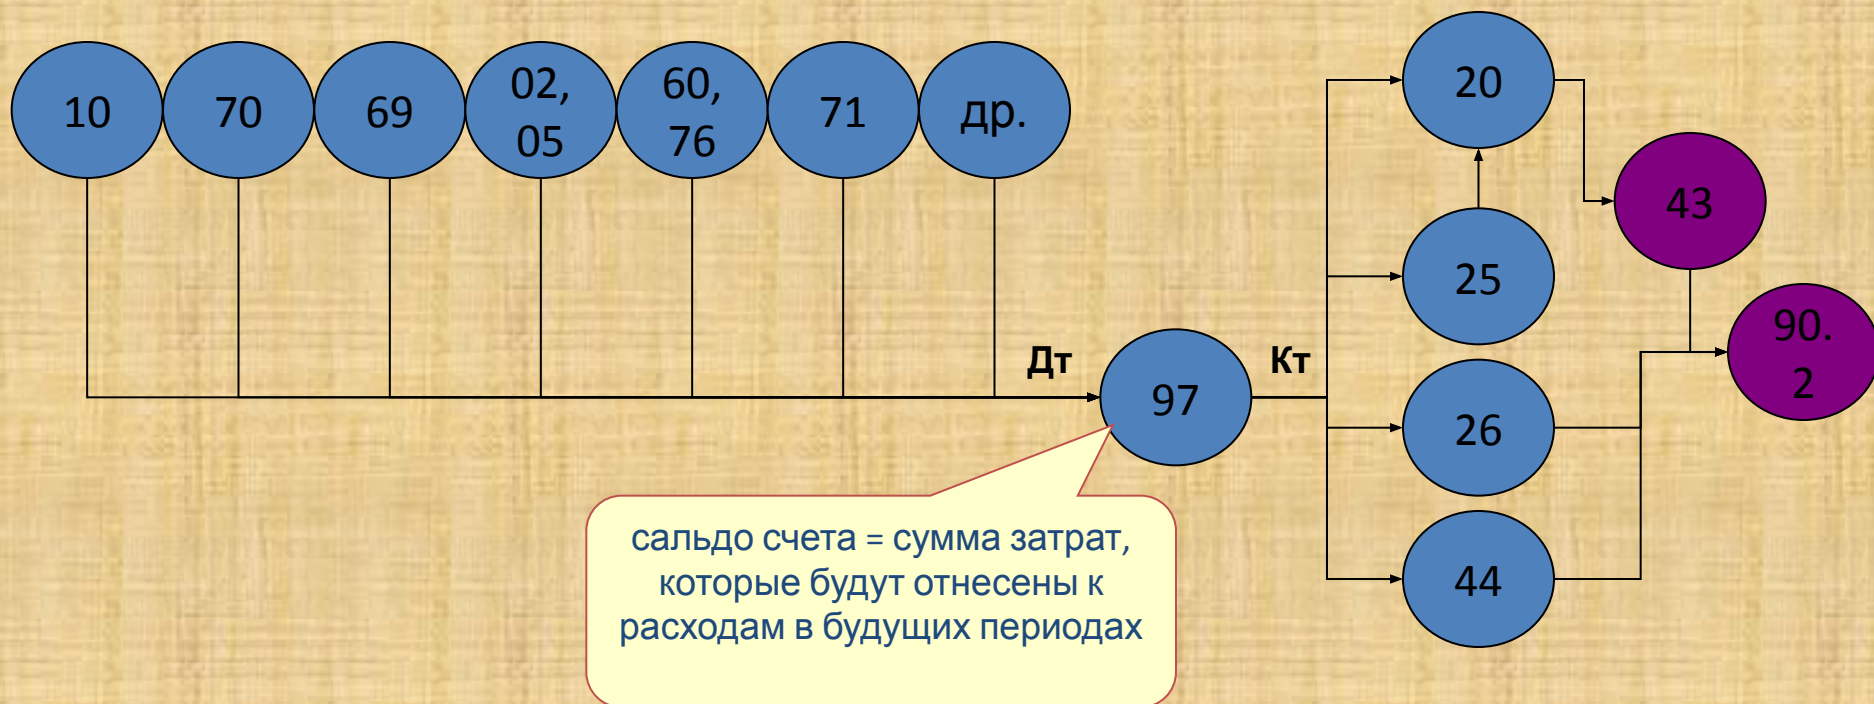 10
70
69
02,
05
60,
76
71
др.
20
43
25
90.
2
Дт
97
Кт
26
44
сальдо счета = сумма затрат,
которые будут отнесены к
расходам в будущих периодах